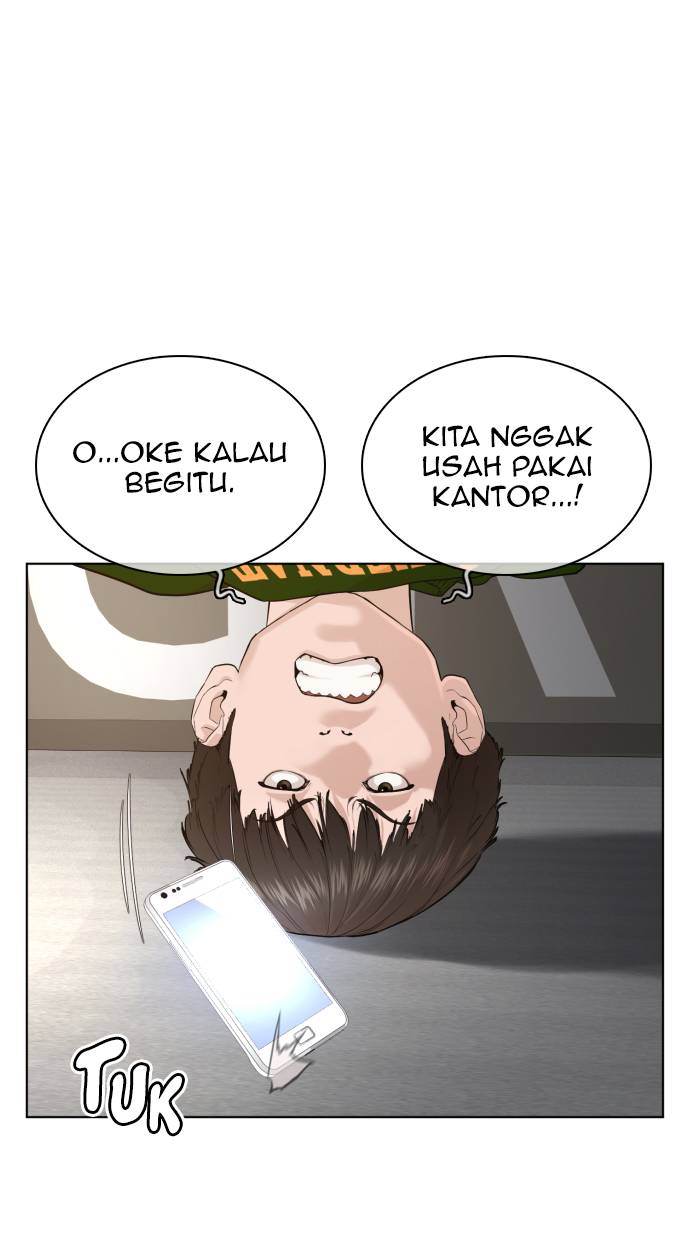 O...OKE KALAU
BEGITU.
KITA NGGAK
USAH PAKAI
KANTOR...!
TUK